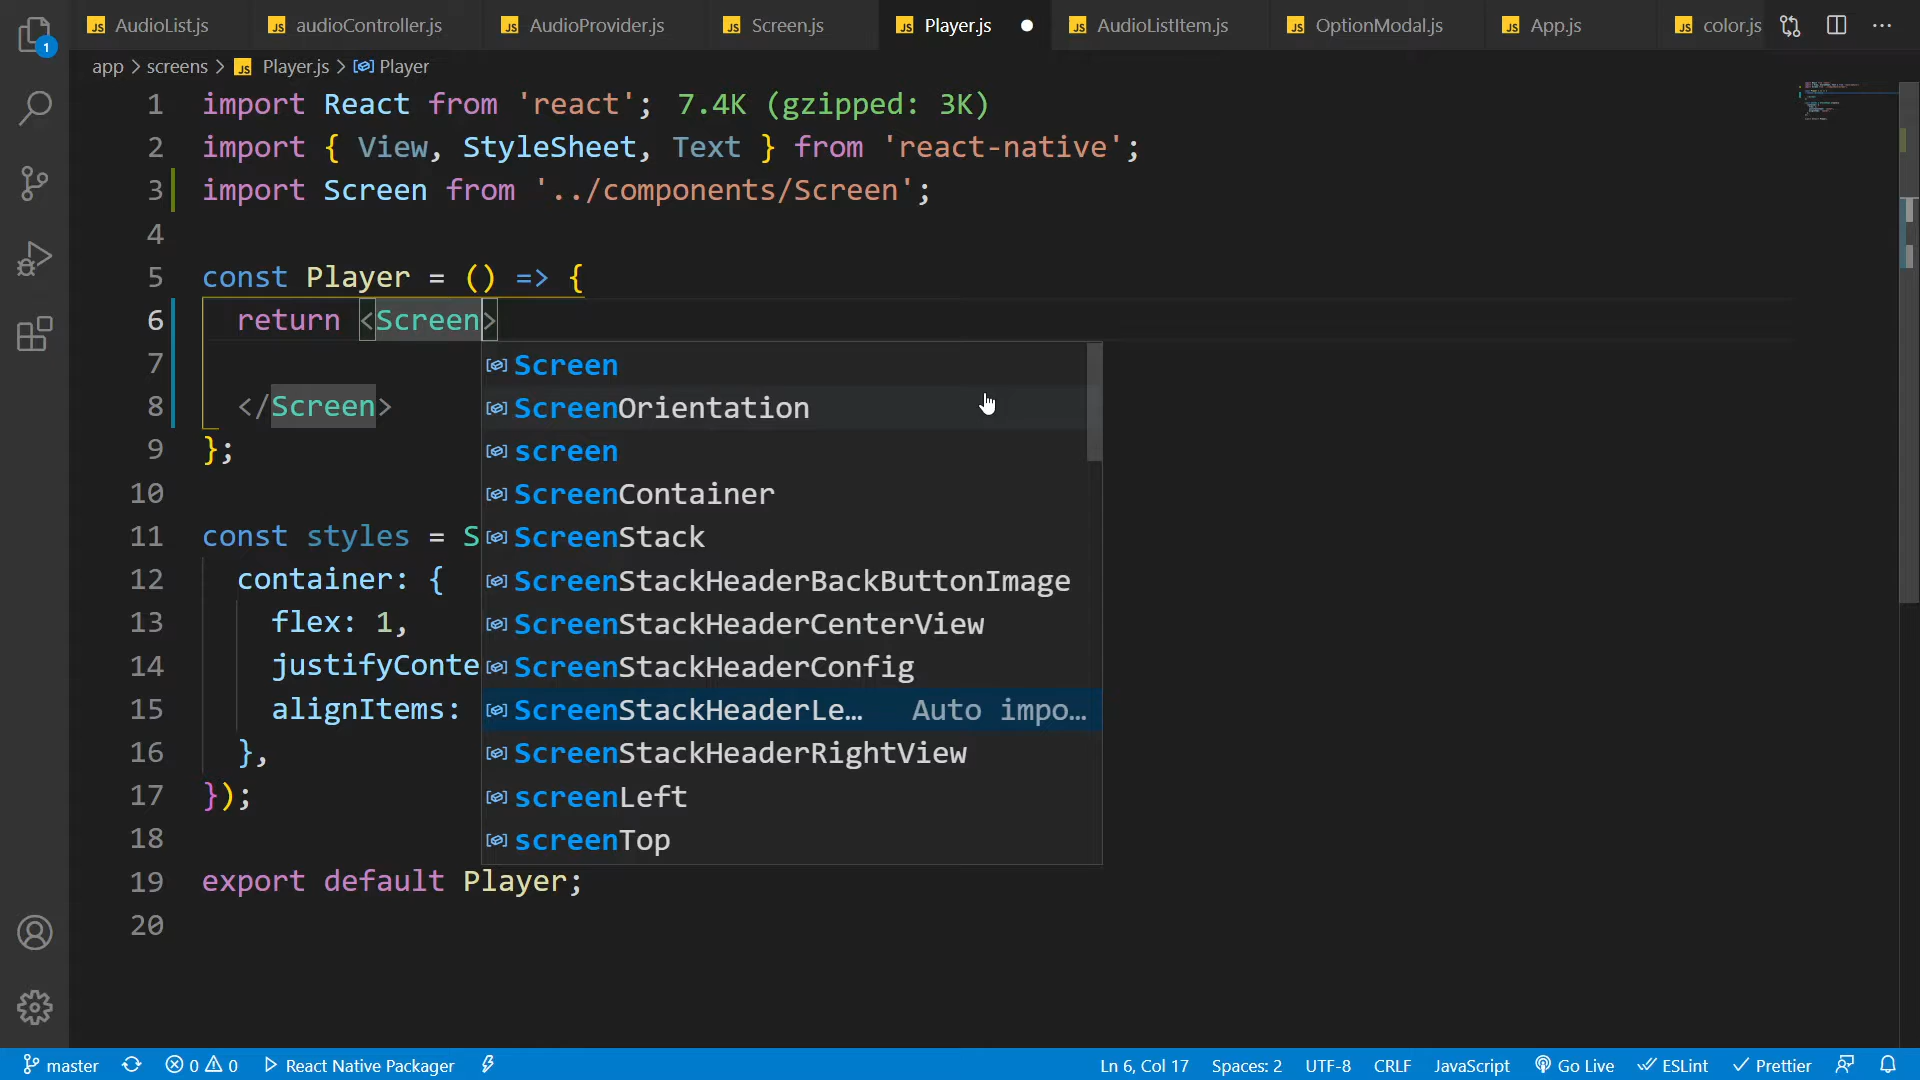 1
AudioList.js audioController.js AudioProvider.js Screen.js Player.js AudioListItem.js OptionModal.js App.js color.js
app > screens > JS Player.js > Player
1 import React from 'react'; 7.4K (gzipped: 3K)
2 import { View, StyleSheet, Text } from 'react-native';
3 import Screen from '../components/Screen';
4
5 const Player = () => {
6 return <Screen>
7
8 </Screen>
9 };
10
11 const styles = S
12 container: {
13 flex: 1,
14 justifyConte
15 alignItems:
16 },
17 });
18
19 export default Player;
20
Screen
ScreenOrientation
screen
ScreenContainer
ScreenStack
ScreenStackHeaderBackButtonImage
ScreenStackHeaderCenterView
ScreenStackHeaderConfig
ScreenStackHeaderLe… Auto impo…
ScreenStackHeaderRightView
screenLeft
screenTop
master 0 0 React Native Packager Ln 6, Col 17 Spaces: 2 UTF-8 CRLF JavaScript Go Live ESLint Prettier